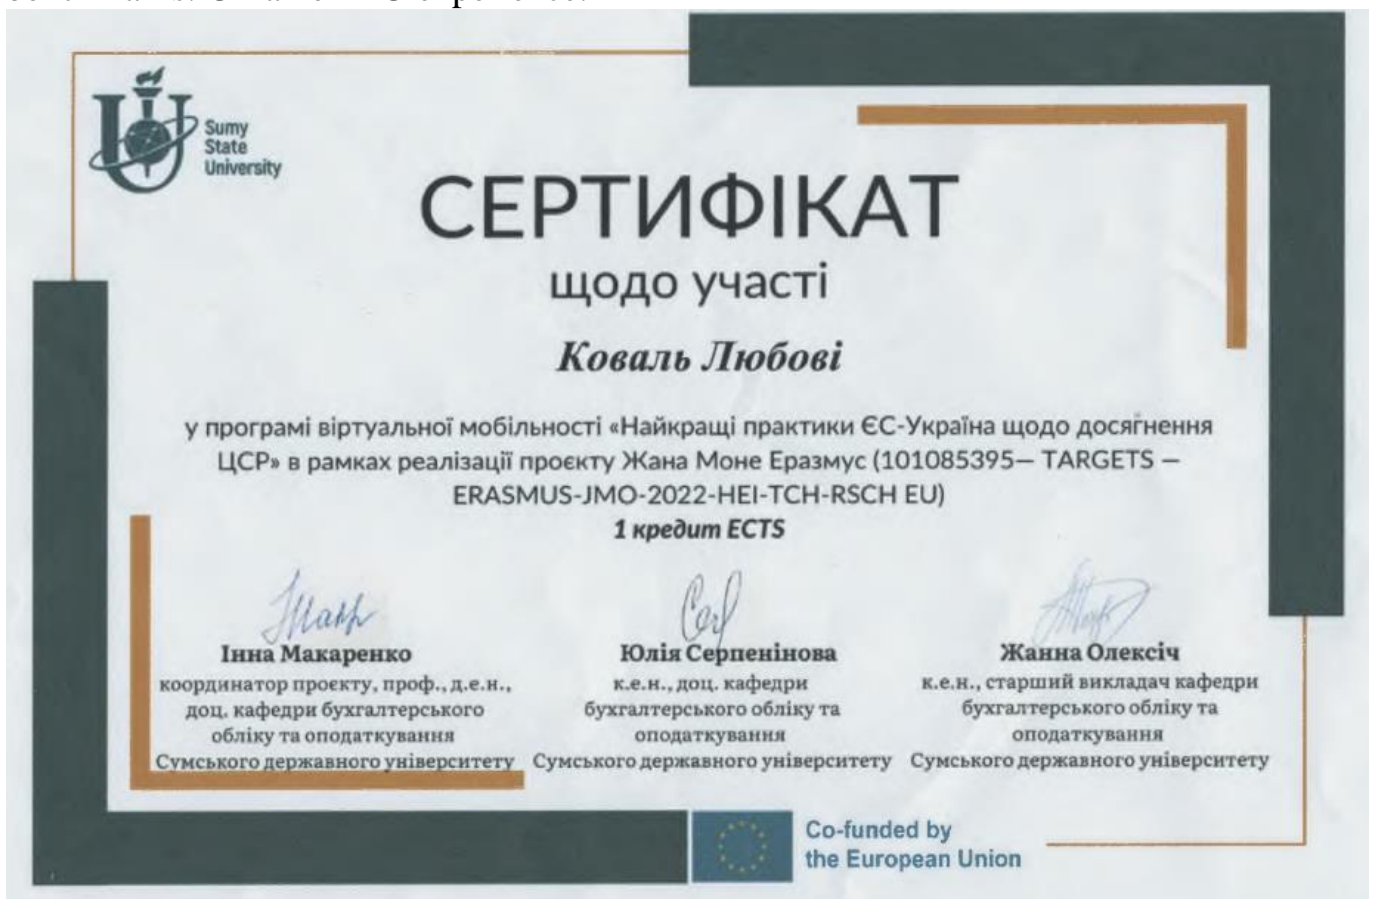 Sumy
State
University
СЕРТИФІКАТ
щодо участі
Коваль Любові
у програмі віртуальної мобільності «Найкращі практики ЄС-Україна щодо досягнення
ЦСР» в рамках реалізації проєкту Жана Моне Еразмус (101085395— TARGETS —
ERASMUS-JMO-2022-HEI-TCH-RSCH EU)
1 кредит ECTS
Інна Макаренко
координатор проєкту, проф., д.е.н.,
доц. кафедри бухгалтерського
обліку та оподаткування
Сумського державного університету
Юлія Серпенінова
к.е.н., доц. кафедри
бухгалтерського обліку та
оподаткування
Сумського державного університету
Жанна Олексіч
к.е.н., старший викладач кафедри
бухгалтерського обліку та
оподаткування
Сумського державного університету
Co-funded by
the European Union